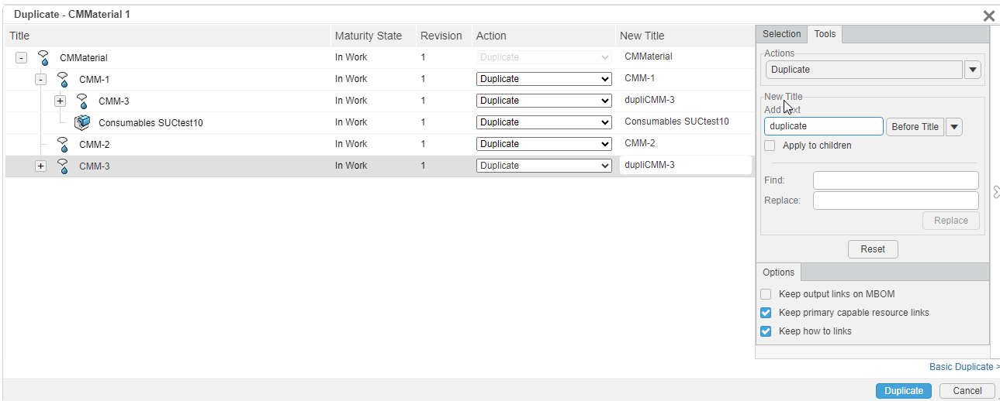 Duplicate - CMMaterial 1
Title Maturity State Revision Action New Title
CMMaterial In Work 1 Duplicate CMMaterial
CMM-1 In Work 1 Duplicate CMM-1
CMM-3 In Work 1 Duplicate dupliCMM-3
Consumables SUCtest10 In Work 1 Duplicate Consumables SUCtest10
CMM-2 In Work 1 Duplicate CMM-2
CMM-3 In Work 1 Duplicate dupliCMM-3
Selection Tools
Actions
Duplicate
New Title
Add Text
duplicate Before Title
Apply to children
Find:
Replace:
Replace
Reset
Options
Keep output links on MBOM
Keep primary capable resource links
Keep how to links
Basic Duplicate >
Duplicate Cancel